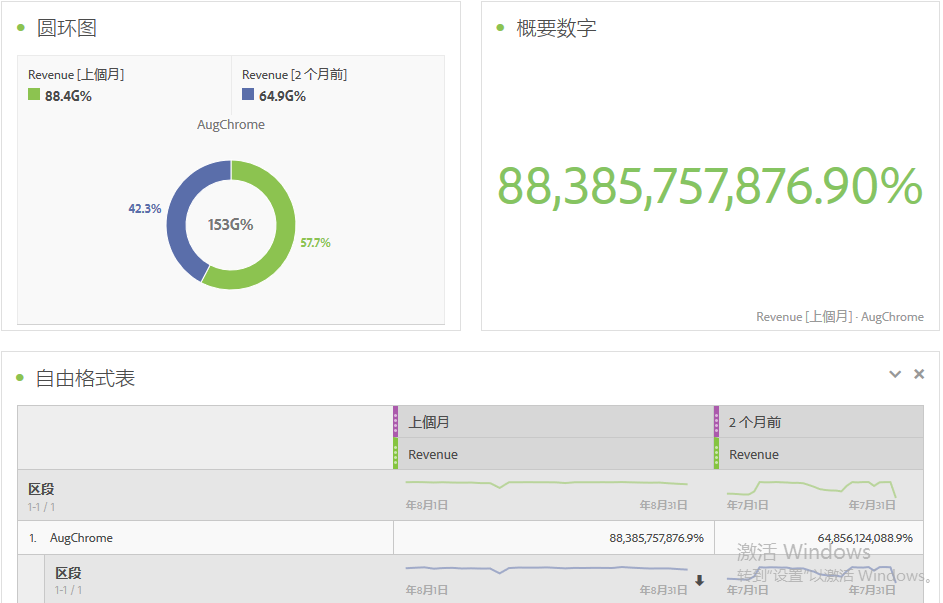 圆环图
Revenue [上個月]
88.4G%
Revenue [2 个月前]
64.9G%
AugChrome
42.3%
153G%
57.7%
概要数字
88,385,757,876.90%
Revenue [上個月] · AugChrome
自由格式表
上個月
2 个月前
Revenue
Revenue
区段
1-1 / 1
年8月1日
年8月31日
年7月1日
年7月31日
1. AugChrome
88,385,757,876.9%
64,856,124,088.9%
激活 Windows
转到"设置"以激活 Windows。
区段
1-1 / 1
年8月1日
年8月31日
年7月1日
年7月31日